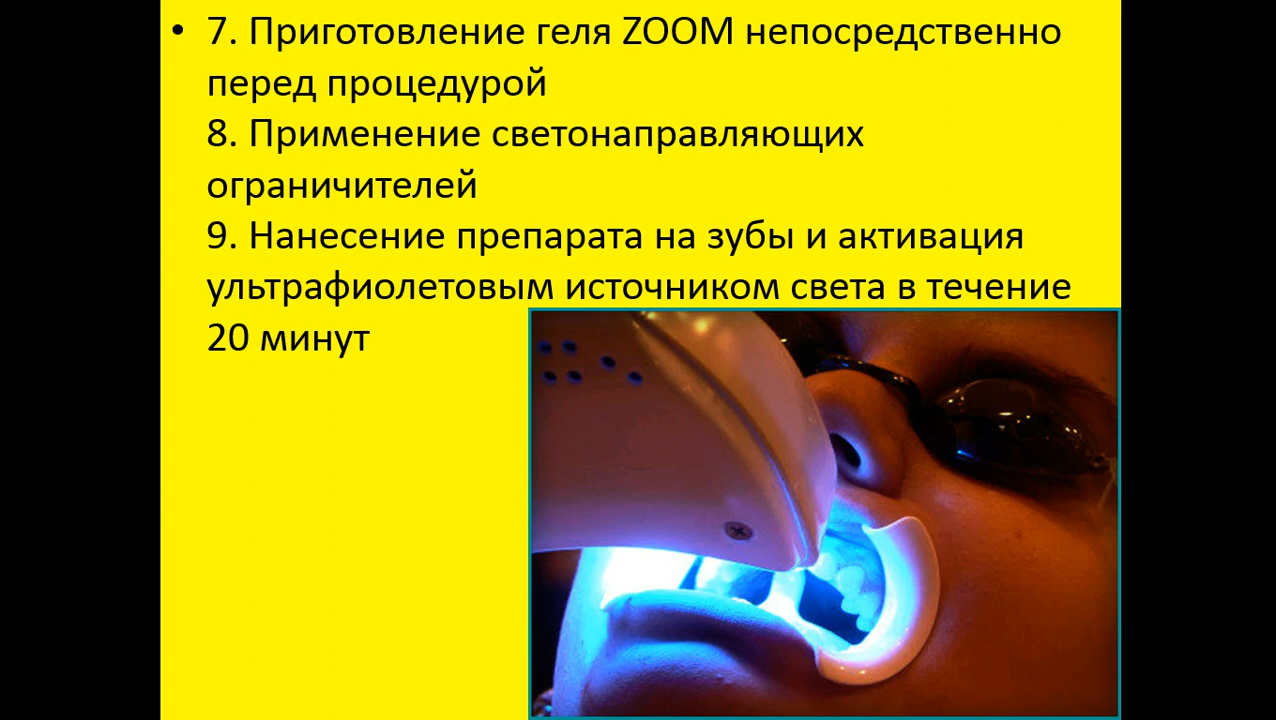 • 7. Приготовление геля ZOOM непосредственно
перед процедурой
8. Применение светонаправляющих
ограничителей
9. Нанесение препарата на зубы и активация
ультрафиолетовым источником света в течение
20 минут